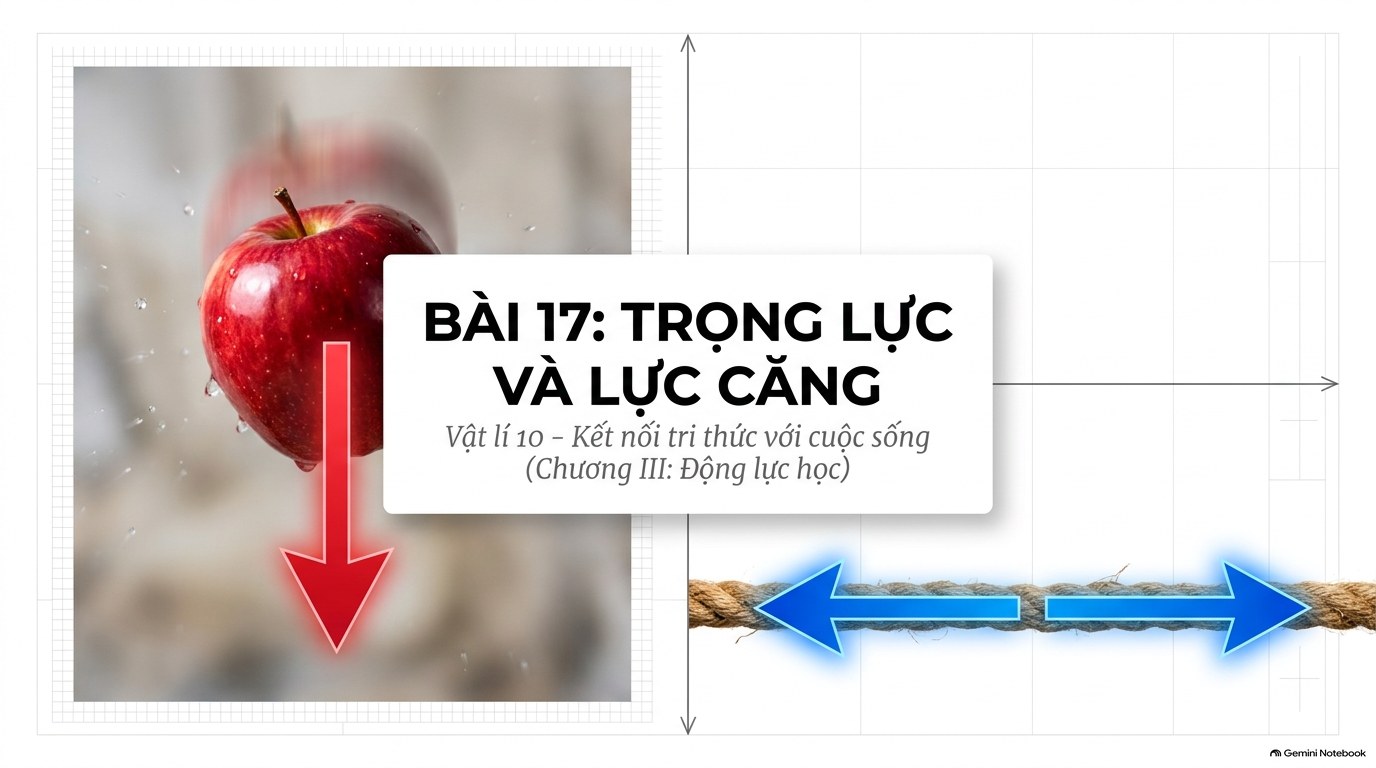 BÀI 17: TRỌNG LỰC
VÀ LỰC CĂNG
Vật lí 10 - Kết nối tri thức với cuộc sống
(Chương III: Động lực học)
Gemini Notebook